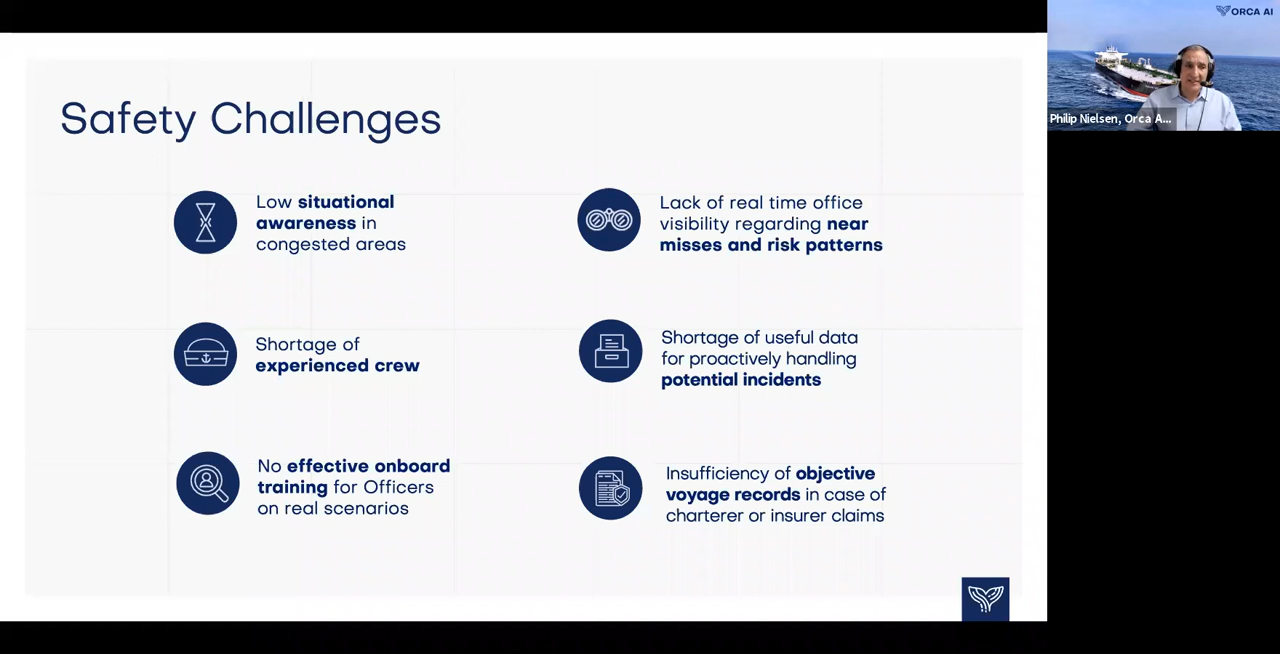 Safety Challenges
Low situational
awareness in
congested areas
Lack of real time office
visibility regarding near
misses and risk patterns
Shortage of
experienced crew
Shortage of useful data
for proactively handling
potential incidents
No effective onboard
training for Officers
on real scenarios
Insufficiency of objective
voyage records in case of
charterer or insurer claims
ORCA AI
Philip Nielsen, Orca A...